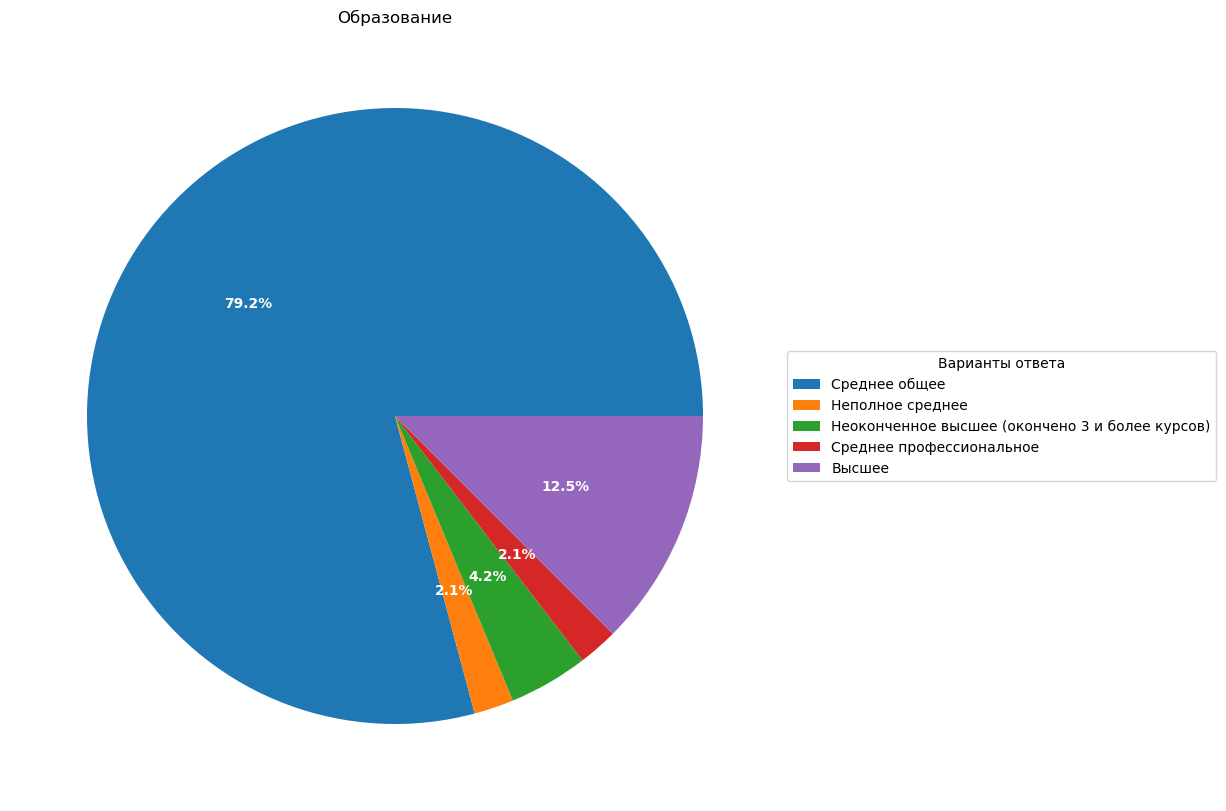 Образование
79.2%
12.5%
2.1%
4.2%
2.1%
Варианты ответа
Среднее общее
Неполное среднее
Неоконченное высшее (окончено 3 и более курсов)
Среднее профессиональное
Высшее